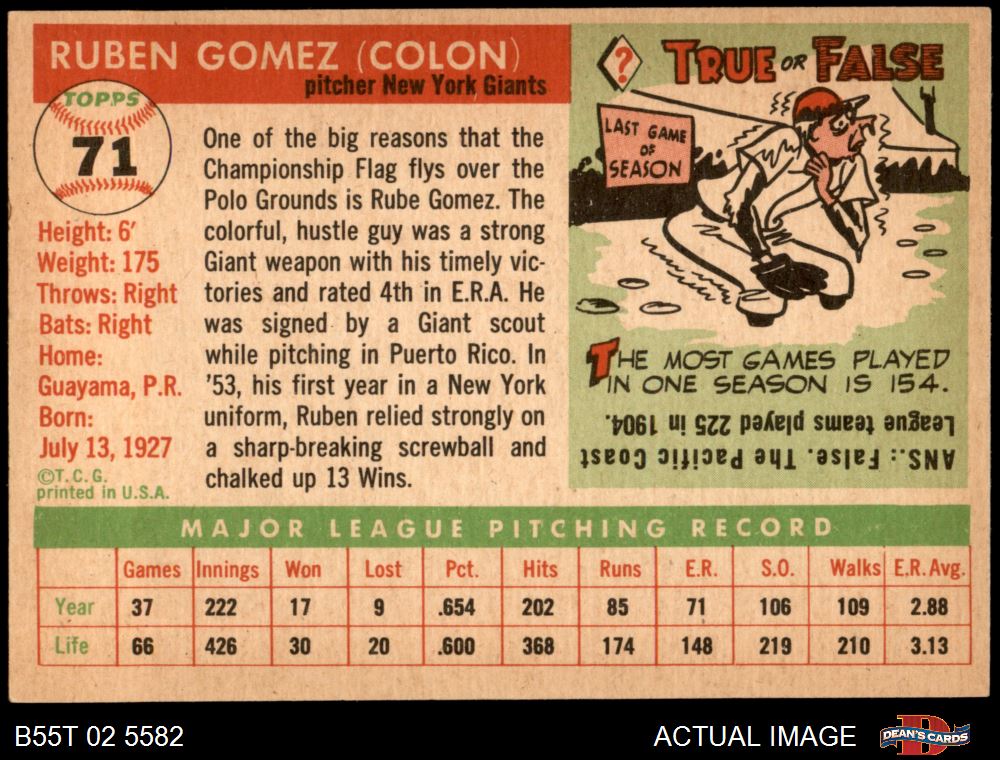 RUBEN GOMEZ (COLON)
pitcher New York Giants
TOPPS
71
Height: 6'
Weight: 175
Throws: Right
Bats: Right
Home:
Guayama, P.R.
Born:
July 13, 1927
©T.C.G.
printed in U.S.A.
One of the big reasons that the
Championship Flag flys over the
Polo Grounds is Rube Gomez. The
colorful, hustle guy was a strong
Giant weapon with his timely vic-
tories and rated 4th in E.R.A. He
was signed by a Giant scout
while pitching in Puerto Rico. In
'53, his first year in a New York
uniform, Ruben relied strongly on
a sharp-breaking screwball and
chalked up 13 Wins.
? TRUE OR FALSE
LAST GAME
OF
SEASON
THE MOST GAMES PLAYED
IN ONE SEASON IS 154.
ANS.: False. The Pacific Coast
League teams played 225 in 1904.
MAJOR LEAGUE PITCHING RECORD
Games Innings Won Lost Pct. Hits Runs E.R. S.O. Walks E.R. Avg.
Year 37 222 17 9 .654 202 85 71 106 109 2.88
Life 66 426 30 20 .600 368 174 148 219 210 3.13
B55T 02 5582
ACTUAL IMAGE
D
DEAN'S CARDS